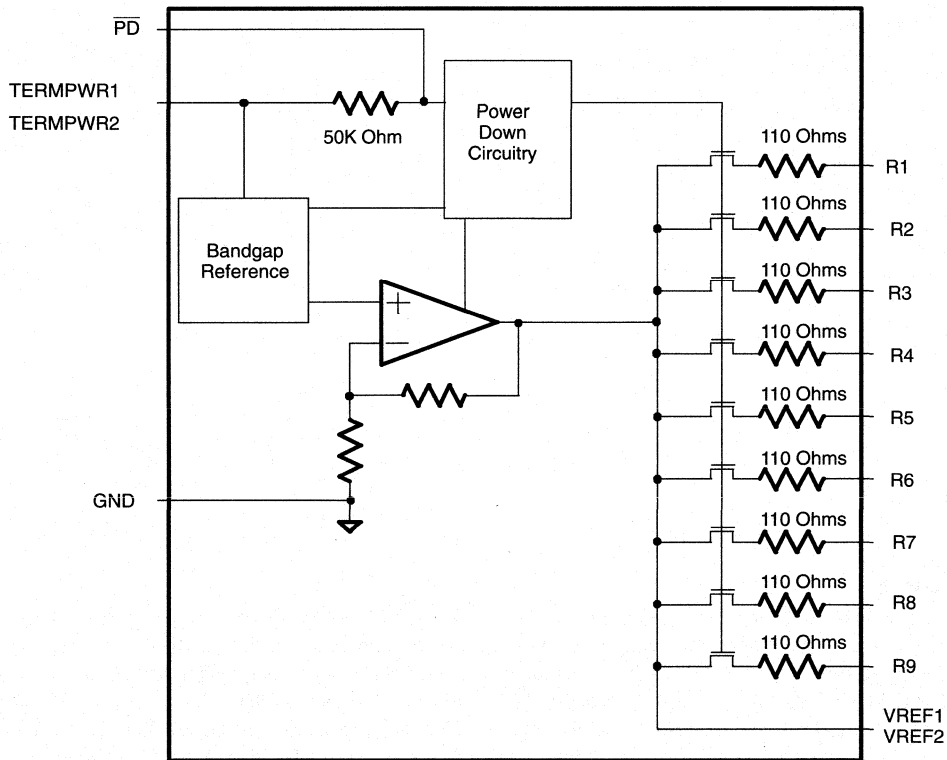 PD
TERMPWR1
TERMPWR2
50K Ohm
Power
Down
Circuitry
Bandgap
Reference
GND
110 Ohms
R1
110 Ohms
R2
110 Ohms
R3
110 Ohms
R4
110 Ohms
R5
110 Ohms
R6
110 Ohms
R7
110 Ohms
R8
110 Ohms
R9
VREF1
VREF2